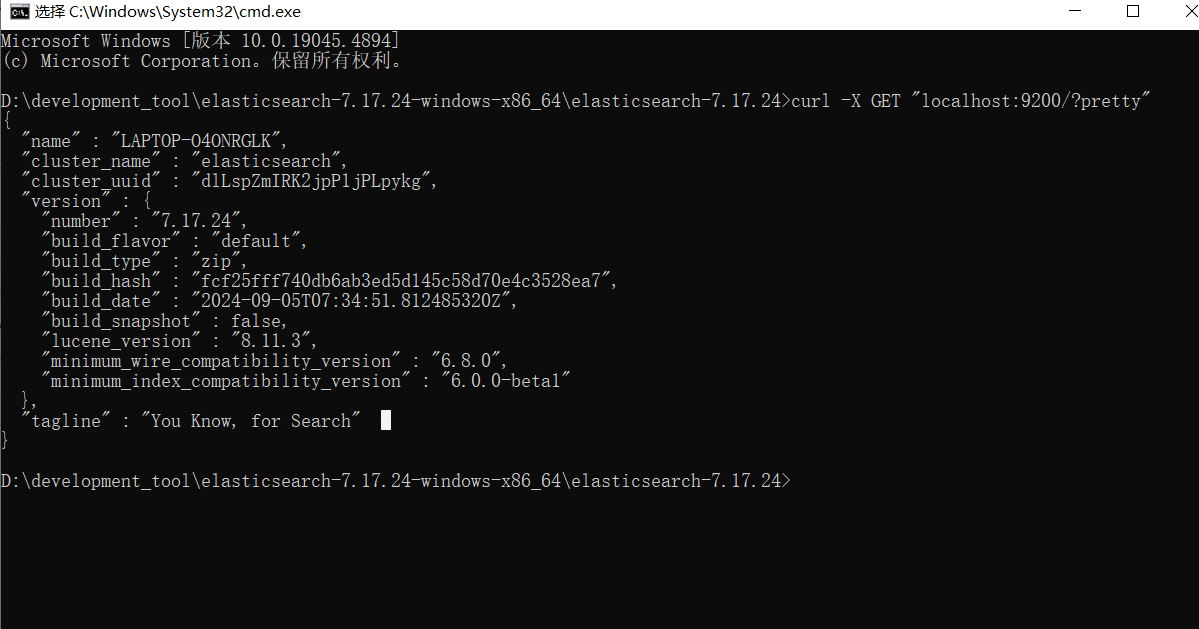 选择 C:\Windows\System32\cmd.exe
Microsoft Windows [版本 10.0.19045.4894]
(c) Microsoft Corporation。保留所有权利。
D:\development_tool\elasticsearch-7.17.24-windows-x86_64\elasticsearch-7.17.24>curl -X GET "localhost:9200/?pretty"
{
"name" : "LAPTOP-O4ONRGLK",
"cluster_name" : "elasticsearch",
"cluster_uuid" : "dlLspZmIRK2jpPljPLpykg",
"version" : {
"number" : "7.17.24",
"build_flavor" : "default",
"build_type" : "zip",
"build_hash" : "fcf25fff740db6ab3ed5d145c58d70e4c3528ea7",
"build_date" : "2024-09-05T07:34:51.812485320Z",
"build_snapshot" : false,
"lucene_version" : "8.11.3",
"minimum_wire_compatibility_version" : "6.8.0",
"minimum_index_compatibility_version" : "6.0.0-beta1"
},
"tagline" : "You Know, for Search"
}
D:\development_tool\elasticsearch-7.17.24-windows-x86_64\elasticsearch-7.17.24>